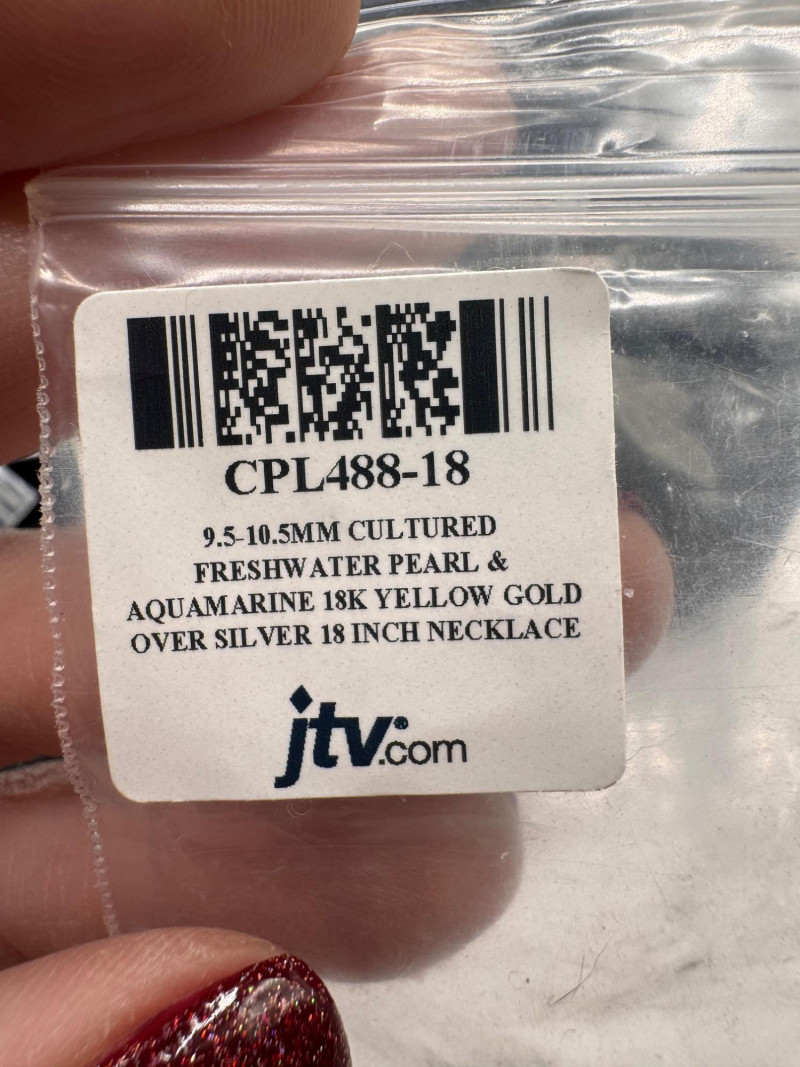 CPL488-18
9.5-10.5MM CULTURED
FRESHWATER PEARL &
AQUAMARINE 18K YELLOW GOLD
OVER SILVER 18 INCH NECKLACE
jtv®.com